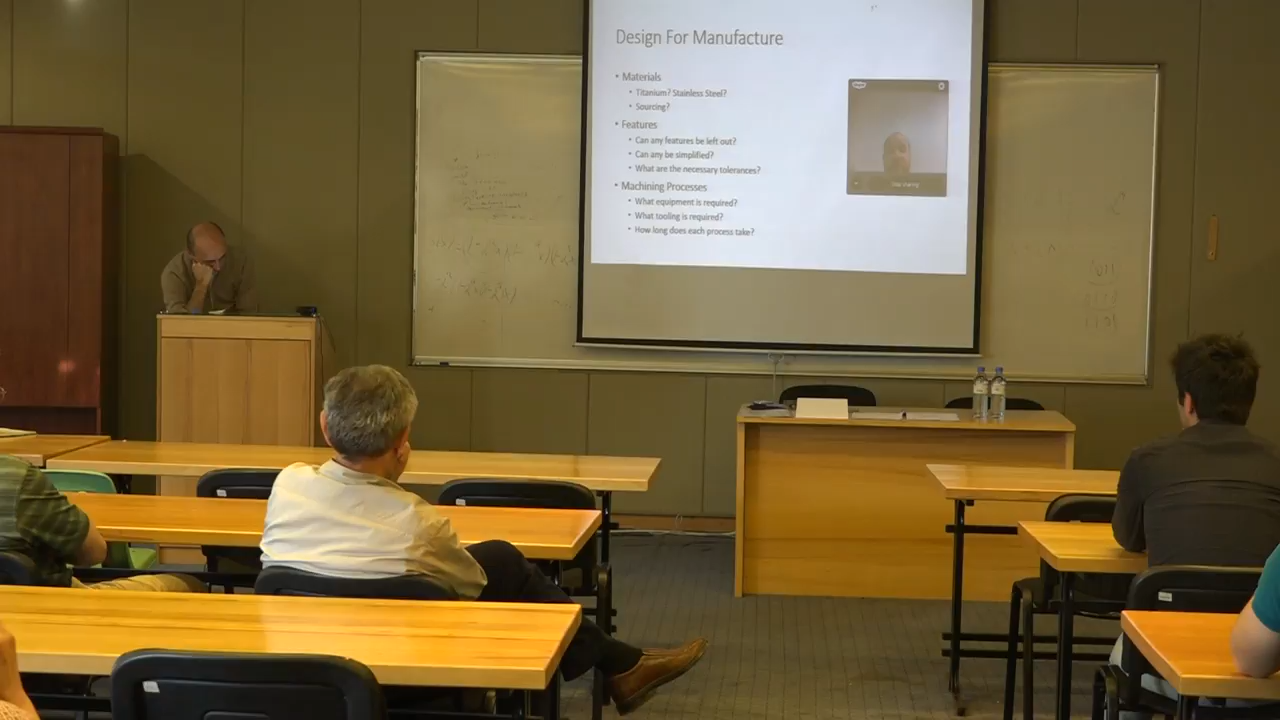 Design For Manufacture
• Materials
• Titanium? Stainless Steel?
• Sourcing?
• Features
• Can any features be left out?
• Can any be simplified?
• What are the necessary tolerances?
• Machining Processes
• What equipment is required?
• What tooling is required?
• How long does each process take?